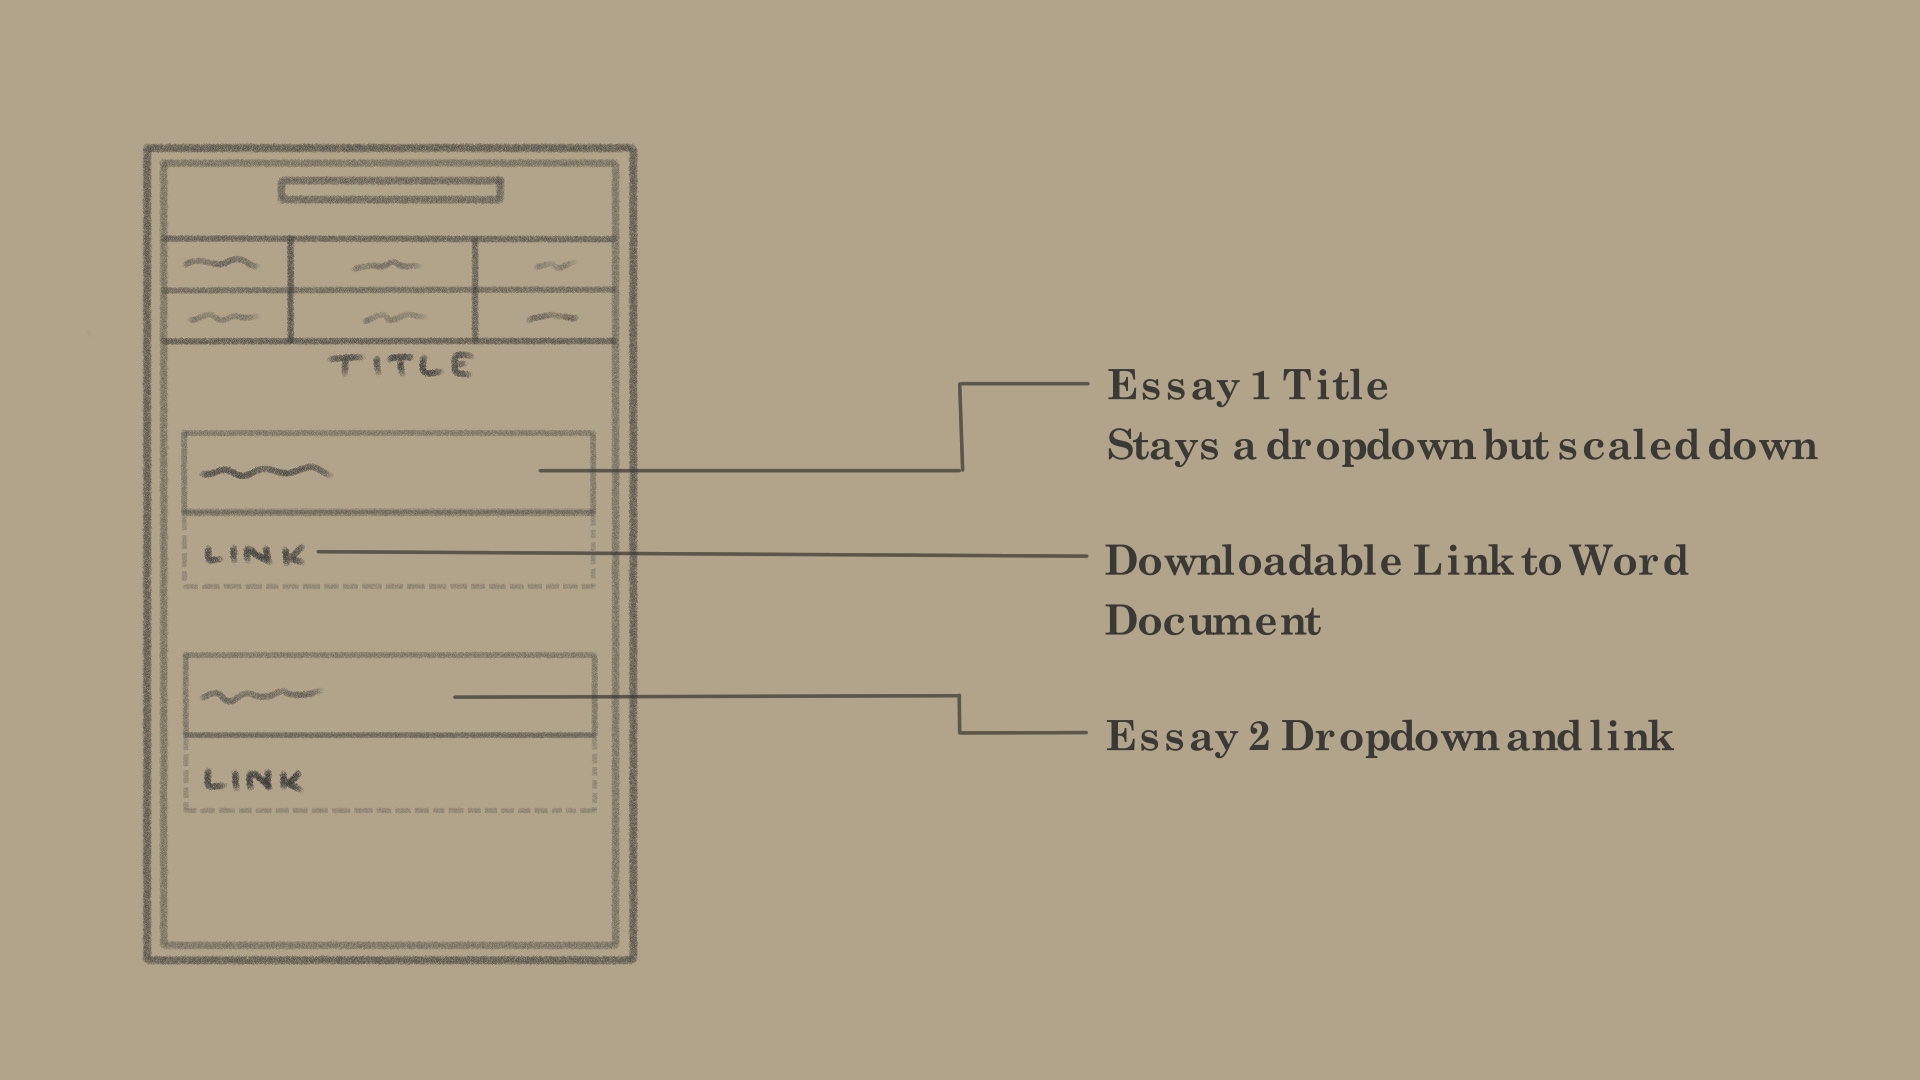 TITLE
Essay 1 Title
Stays a dropdown but scaled down
LINK
Downloadable Link to Word
Document
Essay 2 Dropdown and link
LINK